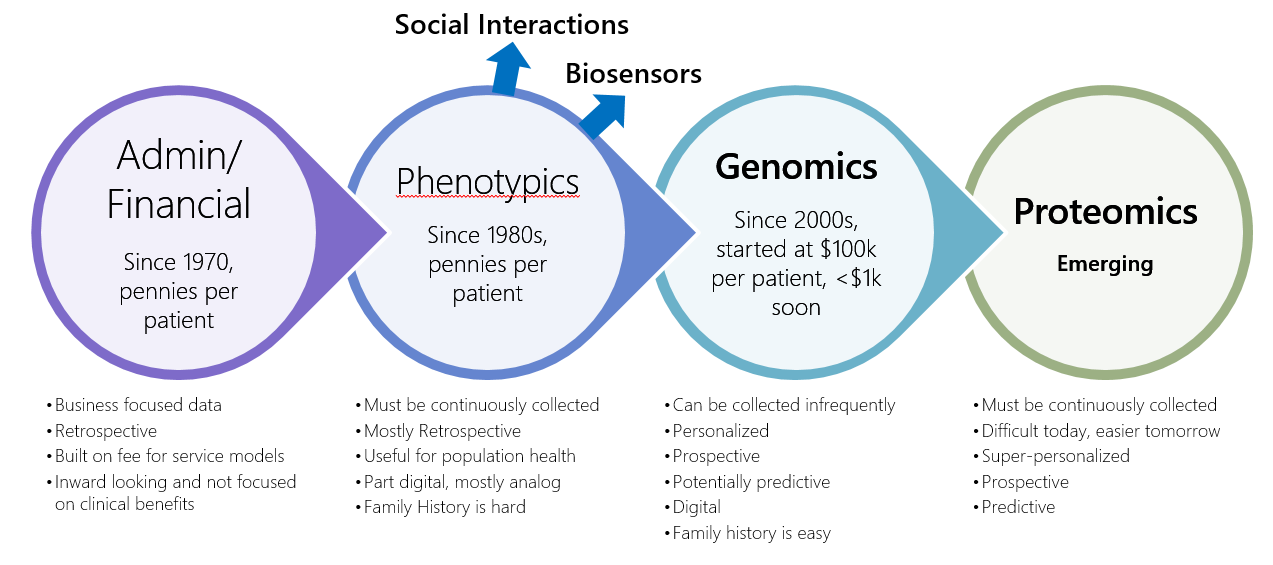 Social Interactions
Biosensors
Admin/
Financial
Since 1970,
pennies per
patient
Phenotypics
Since 1980s,
pennies per
patient
Genomics
Since 2000s,
started at $100k
per patient, <$1k
soon
Proteomics
Emerging
•Business focused data
•Retrospective
•Built on fee for service models
•Inward looking and not focused
on clinical benefits
•Must be continuously collected
•Mostly Retrospective
•Useful for population health
•Part digital, mostly analog
•Family History is hard
•Can be collected infrequently
•Personalized
•Prospective
•Potentially predictive
•Digital
•Family history is easy
•Must be continuously collected
•Difficult today, easier tomorrow
•Super-personalized
•Prospective
•Predictive